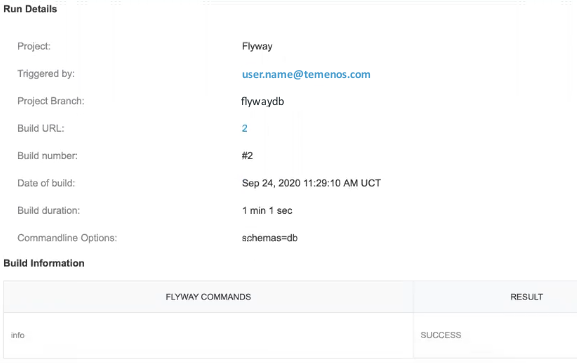 Run Details
Project: Flyway
Triggered by: user.name@temenos.com
Project Branch: flywaydb
Build URL: 2
Build number: #2
Date of build: Sep 24, 2020 11:29:10 AM UCT
Build duration: 1 min 1 sec
Commandline Options: schemas=db
Build Information
FLYWAY COMMANDS RESULT
info SUCCESS